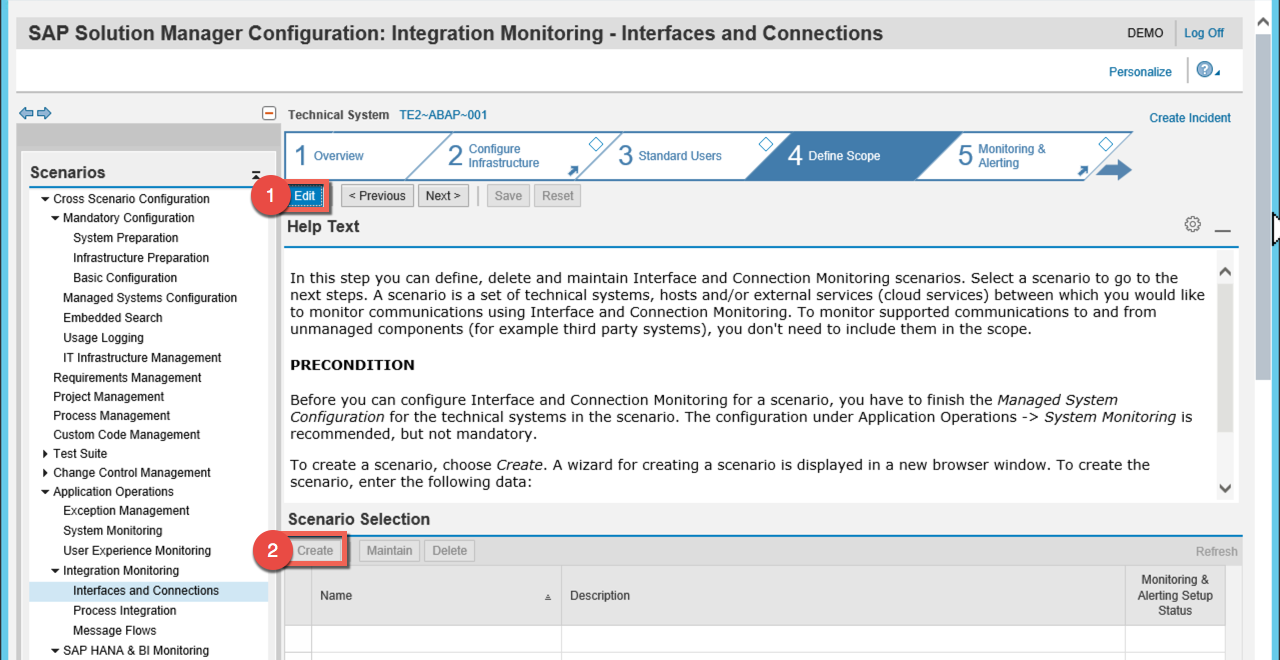 SAP Solution Manager Configuration: Integration Monitoring - Interfaces and Connections
DEMO
Log Off
Personalize
?
Technical System TE2~ABAP~001
Create Incident
1 Overview
2 Configure
Infrastructure
3 Standard Users
4 Define Scope
5 Monitoring &
Alerting
1
Edit
< Previous
Next >
Save
Reset
Scenarios
Cross Scenario Configuration
Mandatory Configuration
System Preparation
Infrastructure Preparation
Basic Configuration
Managed Systems Configuration
Embedded Search
Usage Logging
IT Infrastructure Management
Requirements Management
Project Management
Process Management
Custom Code Management
Test Suite
Change Control Management
Application Operations
Exception Management
System Monitoring
User Experience Monitoring
Integration Monitoring
Interfaces and Connections
Process Integration
Message Flows
SAP HANA & BI Monitoring
Help Text
In this step you can define, delete and maintain Interface and Connection Monitoring scenarios. Select a scenario to go to the
next steps. A scenario is a set of technical systems, hosts and/or external services (cloud services) between which you would like
to monitor communications using Interface and Connection Monitoring. To monitor supported communications to and from
unmanaged components (for example third party systems), you don't need to include them in the scope.
PRECONDITION
Before you can configure Interface and Connection Monitoring for a scenario, you have to finish the Managed System
Configuration for the technical systems in the scenario. The configuration under Application Operations -> System Monitoring is
recommended, but not mandatory.
To create a scenario, choose Create. A wizard for creating a scenario is displayed in a new browser window. To create the
scenario, enter the following data:
Scenario Selection
2
Create
Maintain
Delete
Refresh
Name
Description
Monitoring &
Alerting Setup
Status